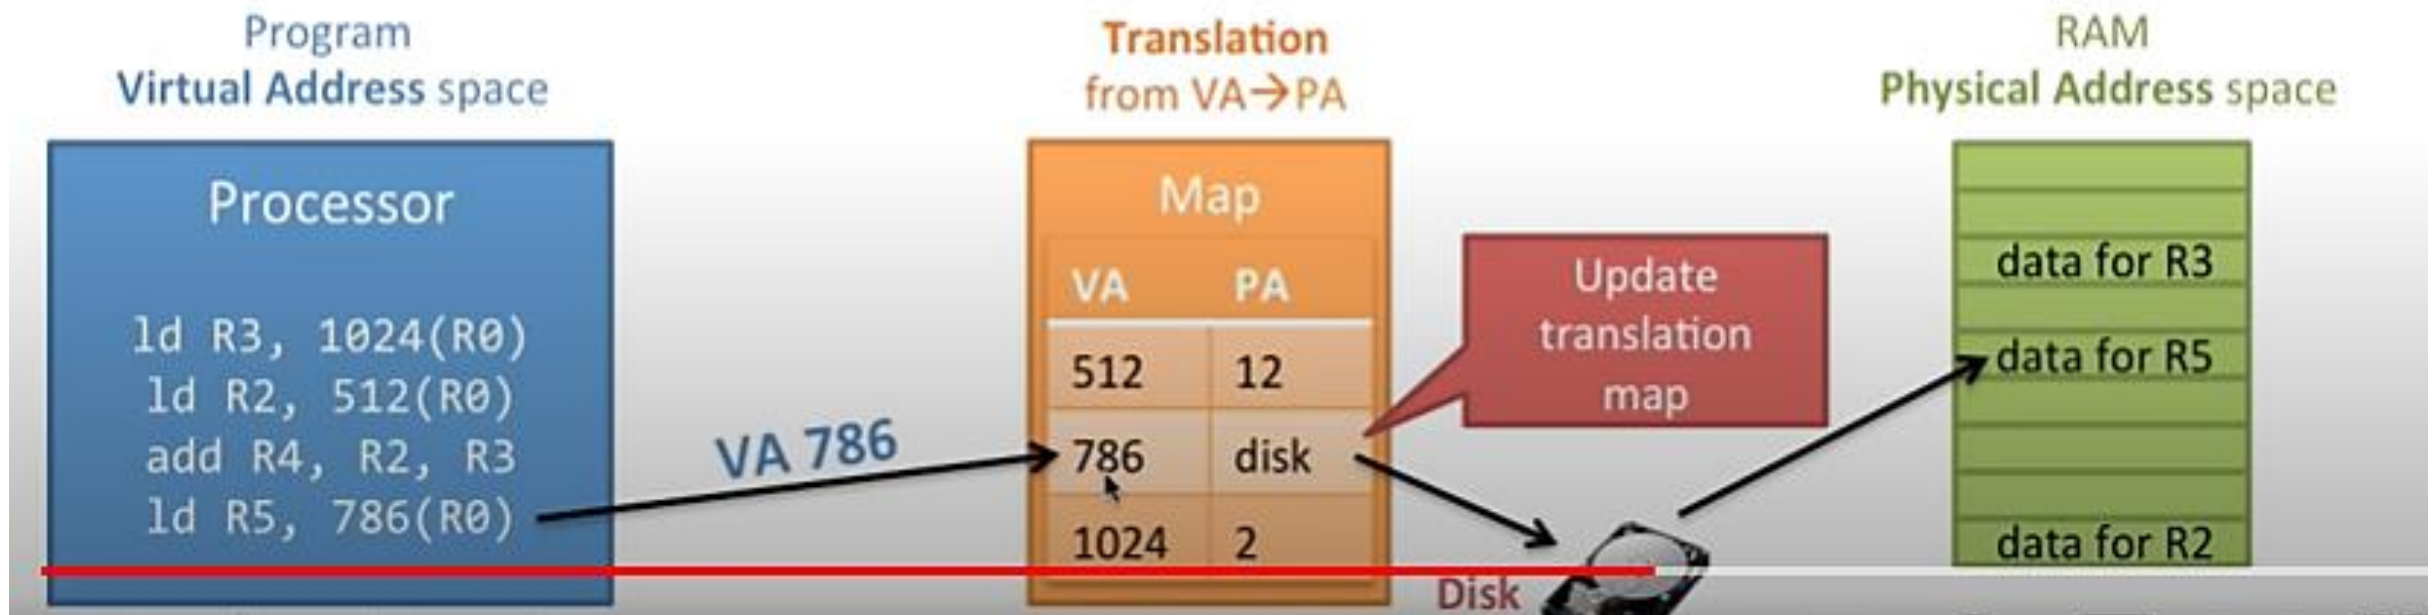 Program
Virtual Address space
Processor
ld R3, 1024(R0)
ld R2, 512(R0)
add R4, R2, R3
ld R5, 786(R0)
VA 786
Translation
from VA→PA
Map
VA PA
512 12
786 disk
1024 2
Update
translation
map
Disk
RAM
Physical Address space
data for R3
data for R5
data for R2